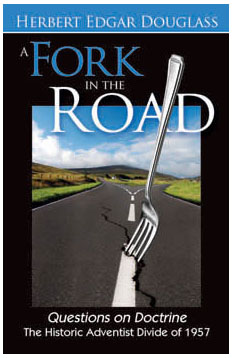 HERBERT EDGAR DOUGLASS
A FORK
IN THE
ROAD
Questions on Doctrine
The Historic Adventist Divide of 1957